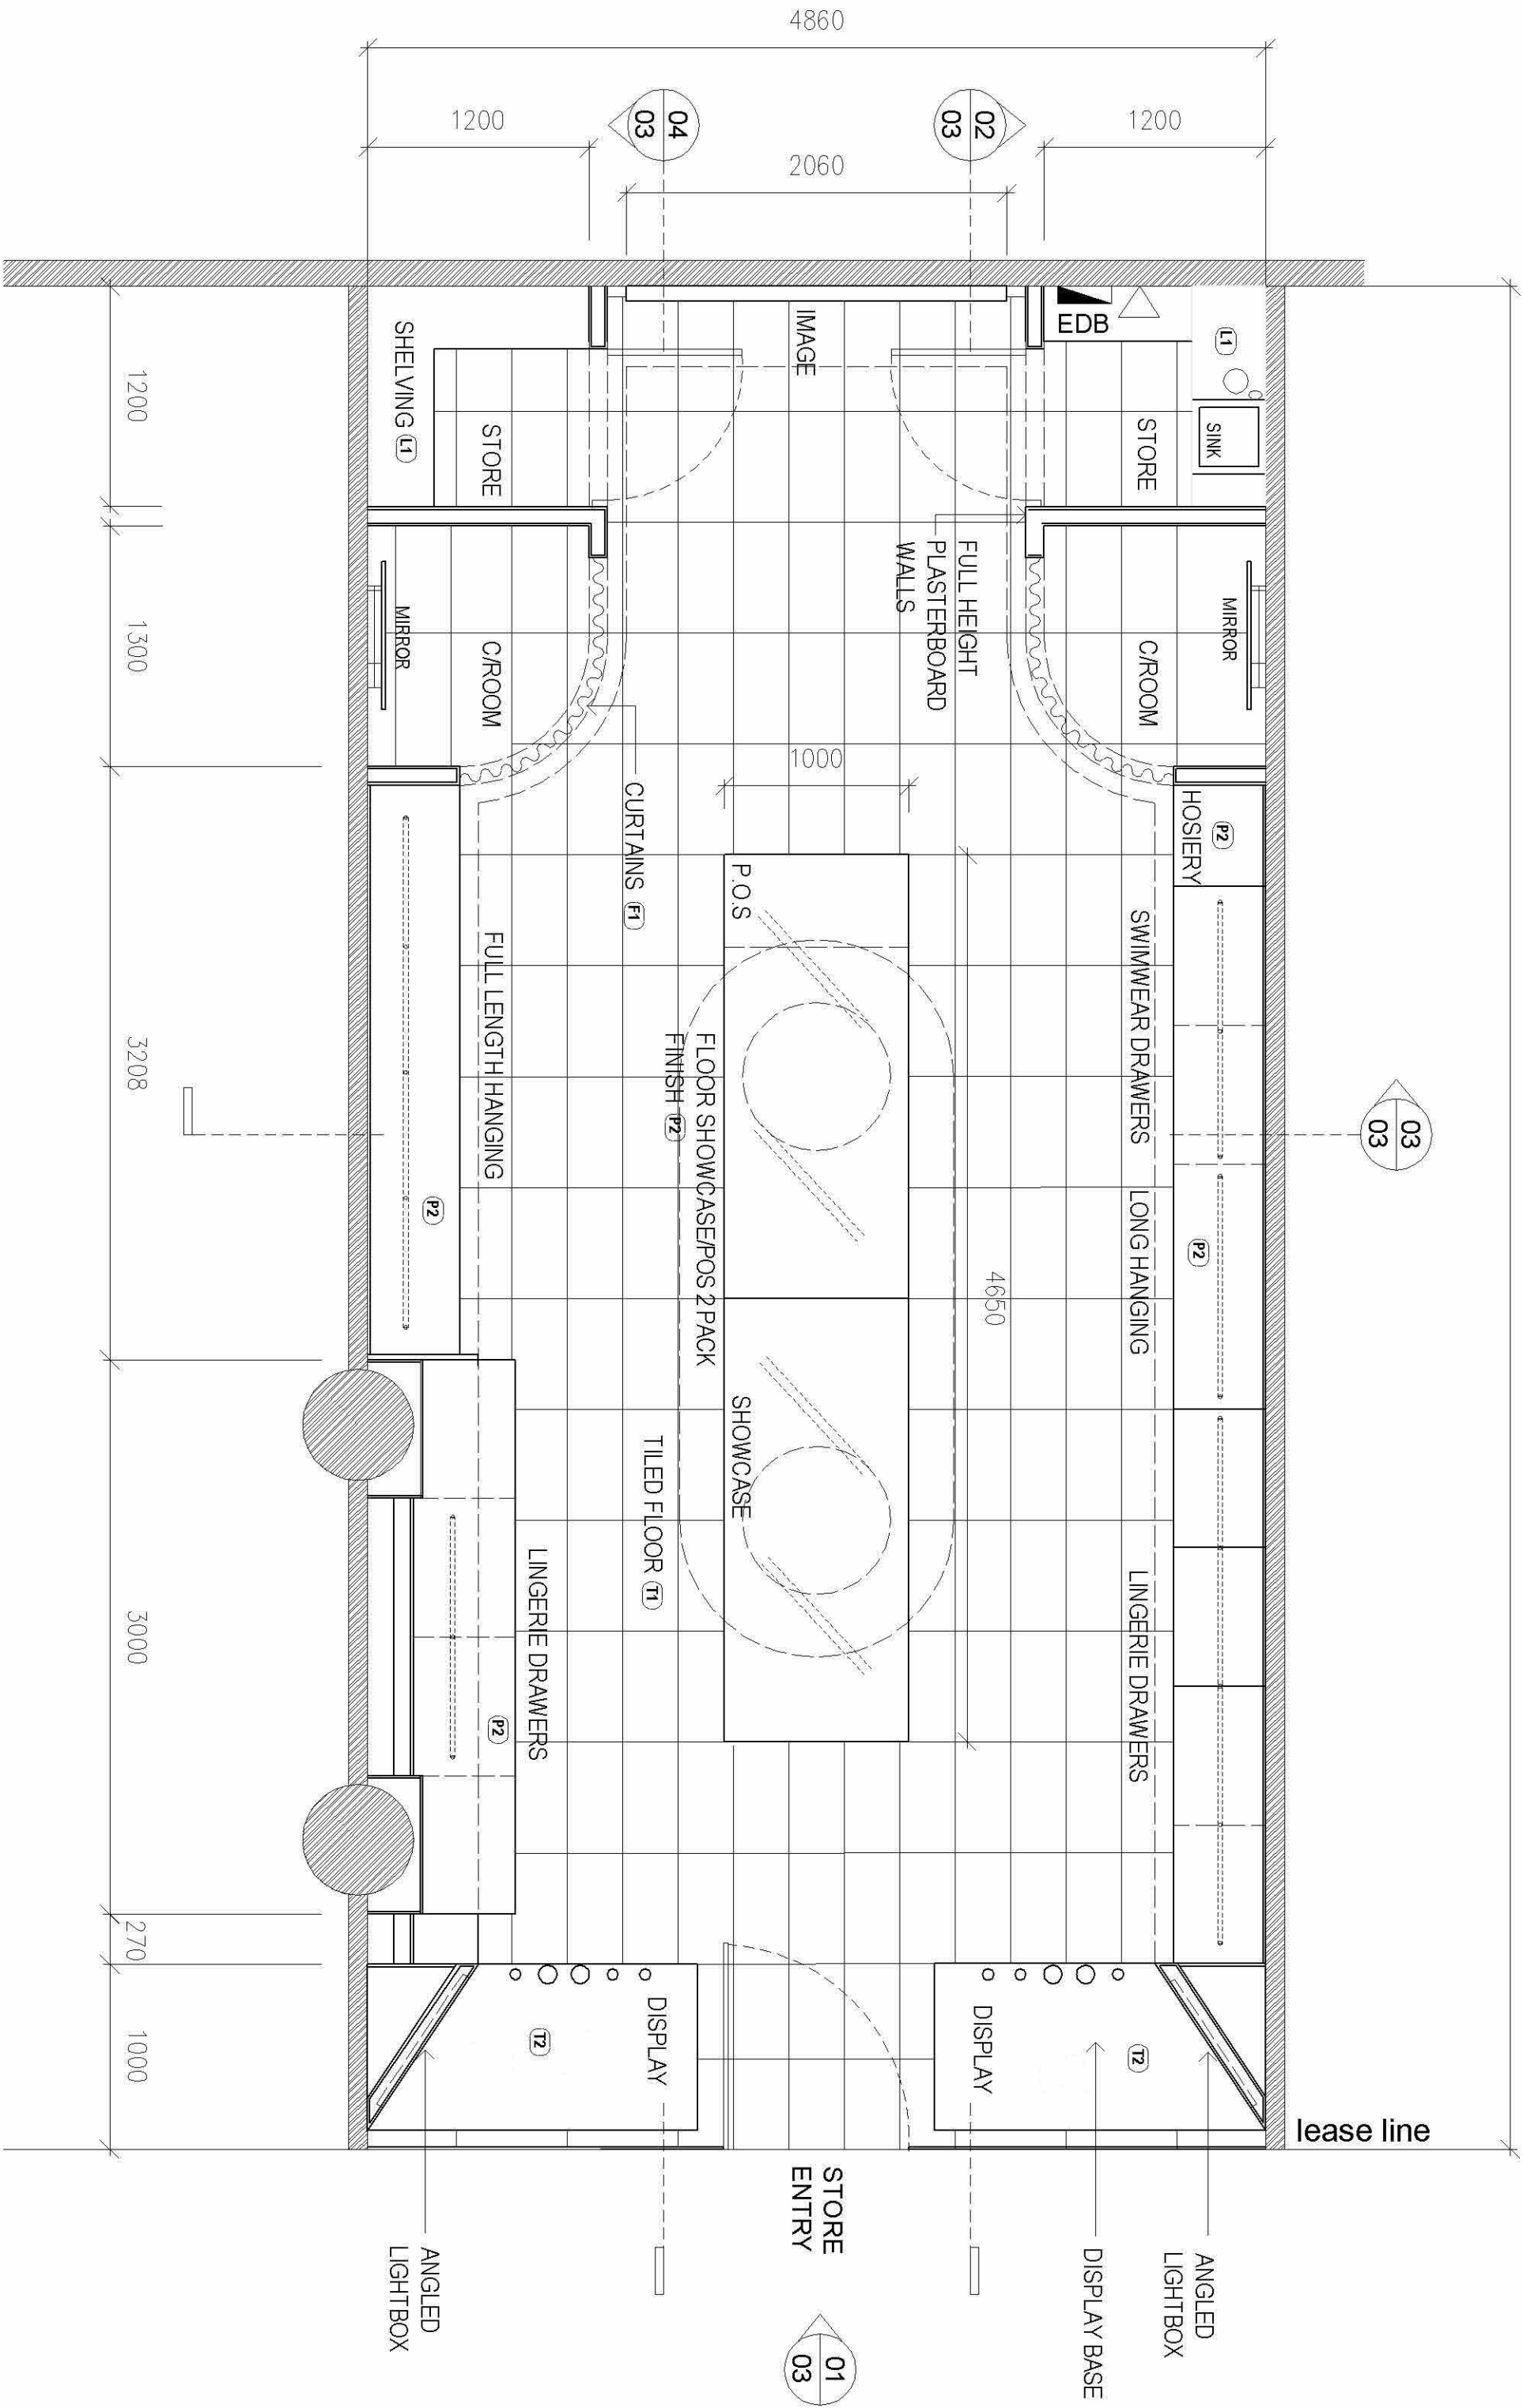 4860
1200
04
03
02
03
1200
2060
SHELVING L1
STORE
IMAGE
EDB
L1
SINK
STORE
1200
MIRROR
C/ROOM
FULL HEIGHT
PLASTERBOARD
WALLS
C/ROOM
MIRROR
1300
CURTAINS F1
1000
P.O.S
HOSIERY
P2
SWIMWEAR DRAWERS
FULL LENGTH HANGING
P2
3208
FLOOR SHOWCASE/POS 2 PACK
FINISH P2
4650
LONG HANGING
P2
03
03
SHOWCASE
TILED FLOOR T1
LINGERIE DRAWERS
P2
LINGERIE DRAWERS
3000
270
1000
DISPLAY
T2
DISPLAY
T2
lease line
STORE
ENTRY
ANGLED
LIGHTBOX
DISPLAY BASE
ANGLED
LIGHTBOX
01
03